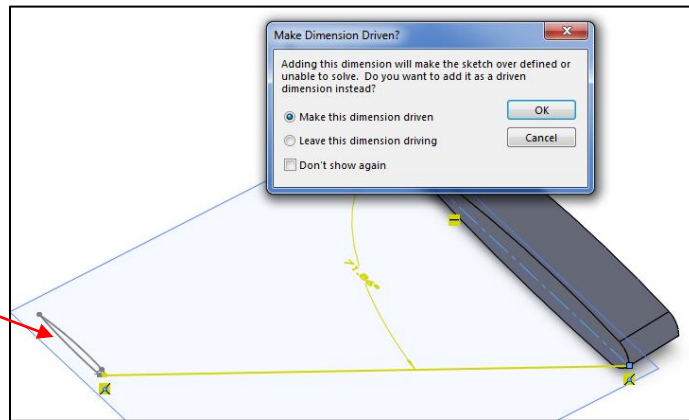 Make Dimension Driven?
Adding this dimension will make the sketch over defined or
unable to solve. Do you want to add it as a driven
dimension instead?
Make this dimension driven
OK
Leave this dimension driving
Cancel
Don't show again